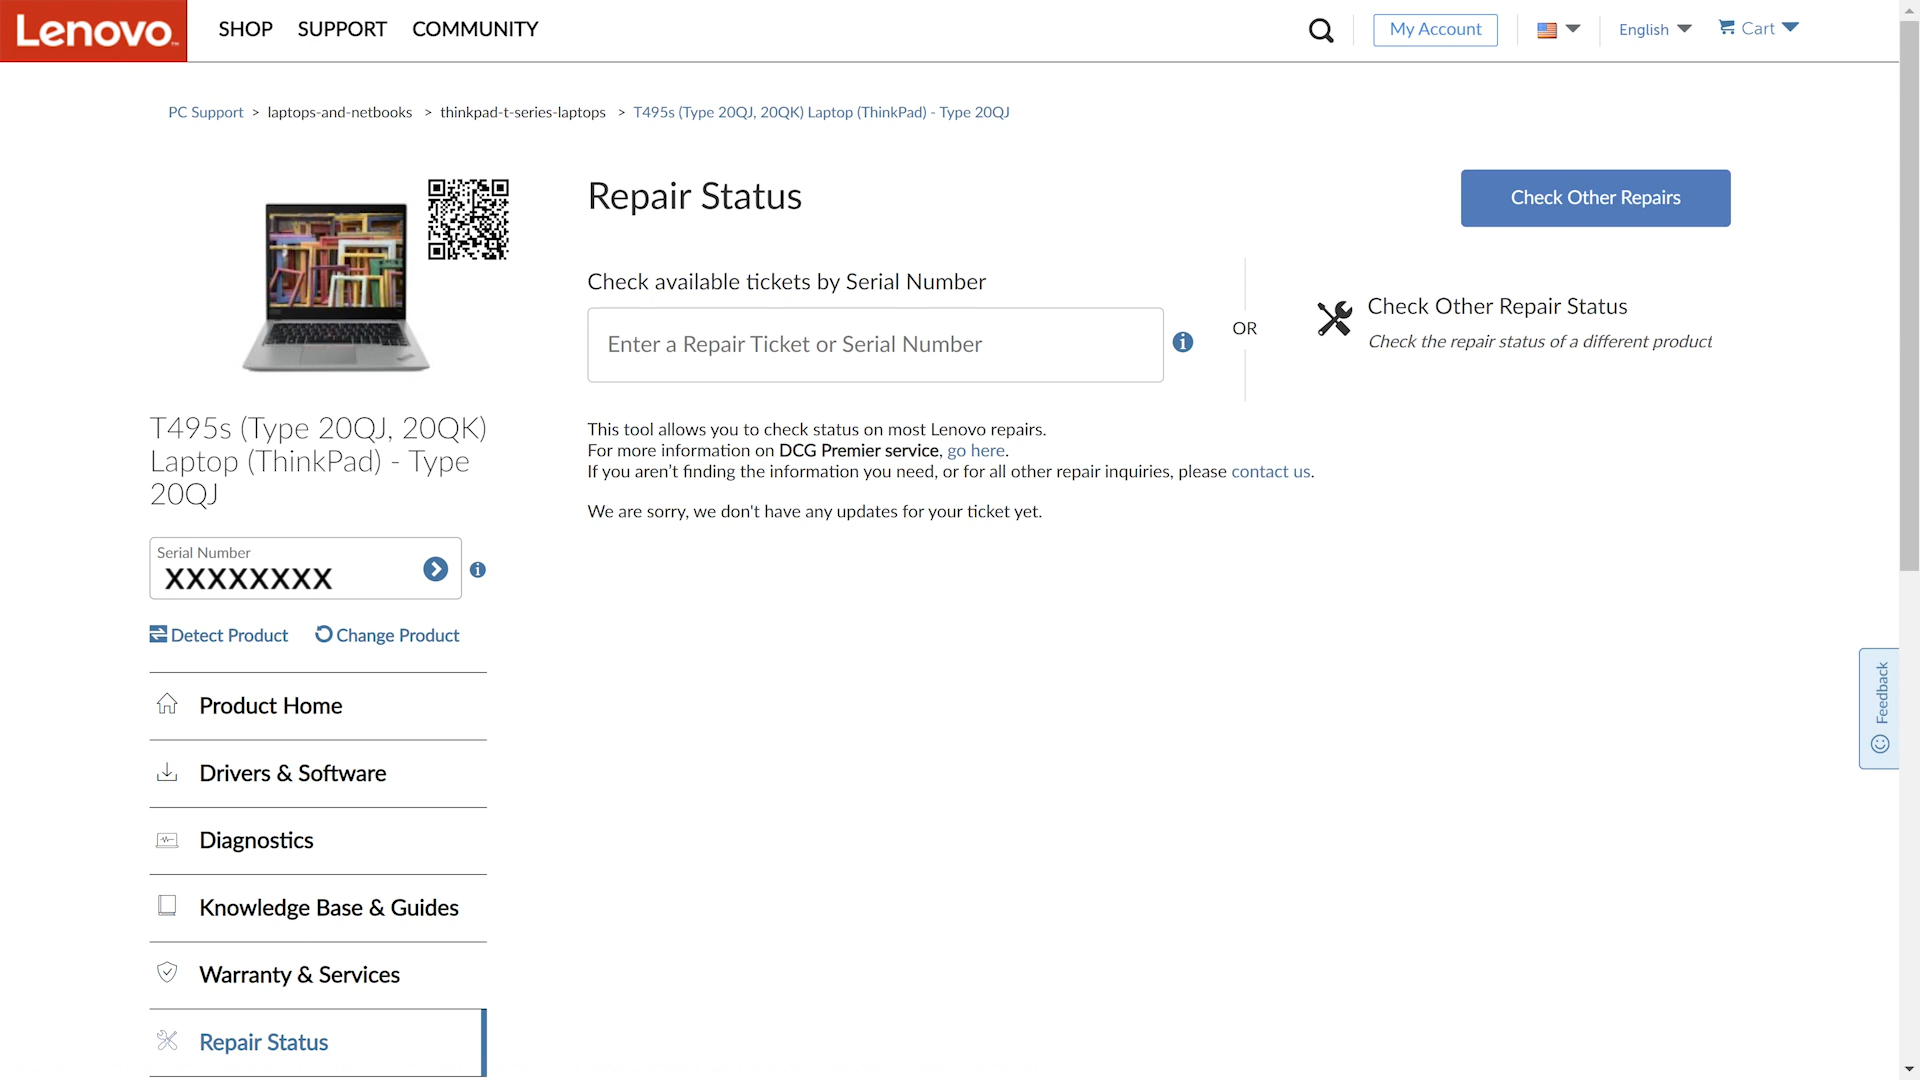 Lenovo
SHOP SUPPORT COMMUNITY
My Account
English
Cart
PC Support > laptops-and-netbooks > thinkpad-t-series-laptops > T495s (Type 20QJ, 20QK) Laptop (ThinkPad) - Type 20QJ
T495s (Type 20QJ, 20QK)
Laptop (ThinkPad) - Type
20QJ
Serial Number
XXXXXXXX
Detect Product Change Product
Product Home
Drivers & Software
Diagnostics
Knowledge Base & Guides
Warranty & Services
Repair Status
Repair Status
Check Other Repairs
Check available tickets by Serial Number
Enter a Repair Ticket or Serial Number
OR
Check Other Repair Status
Check the repair status of a different product
This tool allows you to check status on most Lenovo repairs.
For more information on DCG Premier service, go here.
If you aren't finding the information you need, or for all other repair inquiries, please contact us.
We are sorry, we don't have any updates for your ticket yet.
Feedback